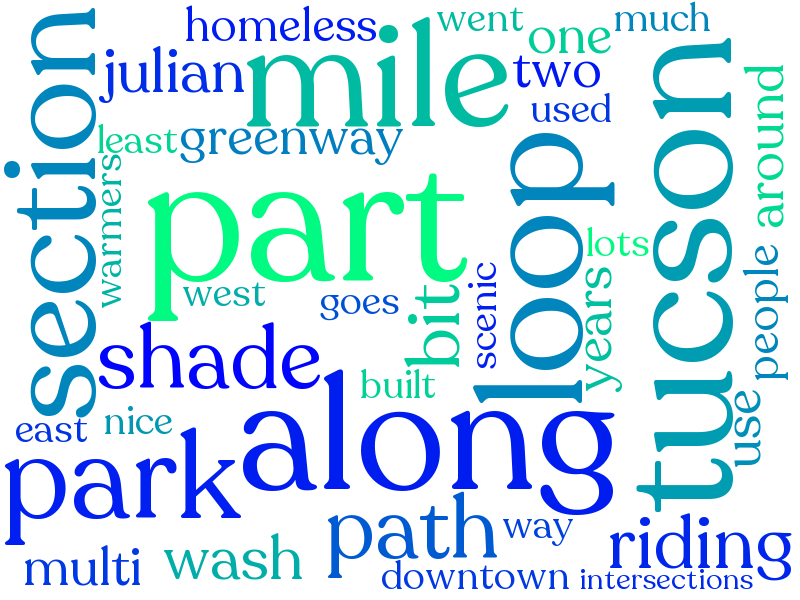 homeless
went
much
one
section
julian
mile
two
used
tucson
around
least
greenway
warmers
loop
part
lots
people
west
goes
scenic
bit
years
shade
built
along
nice
east
use
park
path
way
riding
multi
wash
downtown
intersections